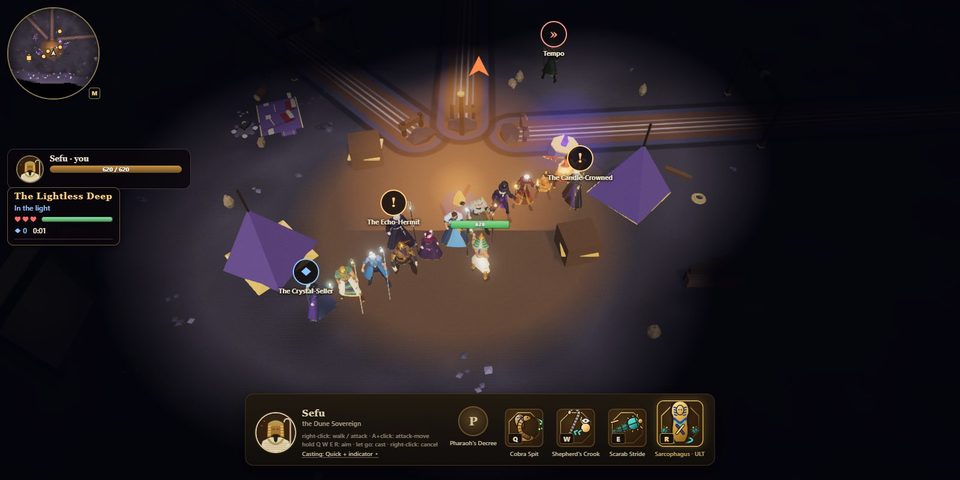 Tempo
M
Sefu · you
620 / 620
The Lightless Deep
In the light
0 0:01
The Candle-Crowned
The Echo-Hermit
The Crystal-Seller
Sefu
the Dune Sovereign
right-click: walk / attack · A+click: attack-move
hold Q W E R: aim · let go: cast · right-click: cancel
Casting: Quick + indicator
P
Pharaoh's Decree
Q
Cobra Spit
W
Shepherd's Crook
E
Scarab Stride
R
Sarcophagus · ULT